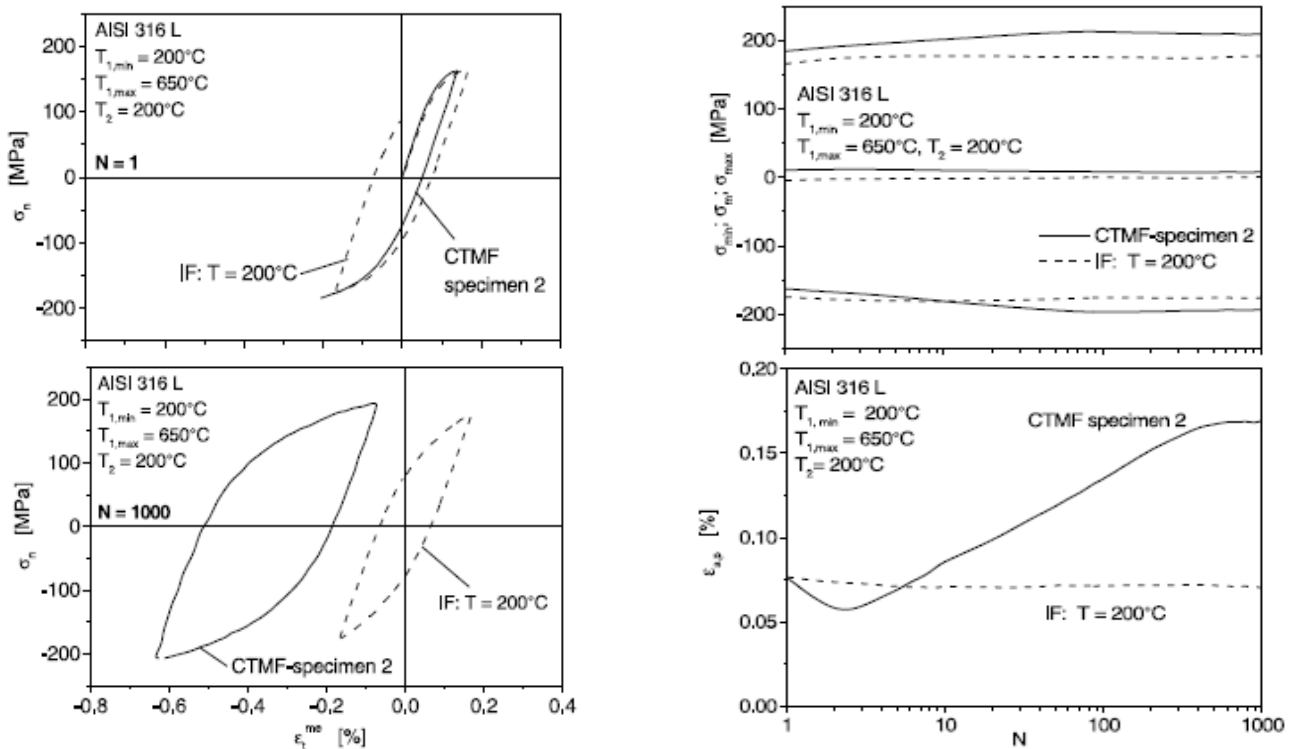 AISI 316 L
T1,min = 200°C
T1,max = 650°C
T2 = 200°C
N = 1
200
100
0
-100
-200
σn [MPa]
IF: T = 200°C
CTMF
specimen 2
AISI 316 L
T1,min = 200°C
T1,max = 650°C
T2 = 200°C
N = 1000
200
100
0
-100
-200
σn [MPa]
IF: T = 200°C
CTMF-specimen 2
-0,8
-0,6
-0,4
-0,2
0,0
0,2
0,4
εt me [%]
200
100
0
-100
-200
σmin; σm; σmax [MPa]
AISI 316 L
T1,min = 200°C
T1,max = 650°C, T2 = 200°C
CTMF-specimen 2
IF: T = 200°C
0,20
0.15
0.10
0.05
0.00
εa,p [%]
AISI 316 L
T1, min = 200°C
T1,max = 650°C
T2= 200°C
CTMF specimen 2
IF: T = 200°C
1
10
100
1000
N